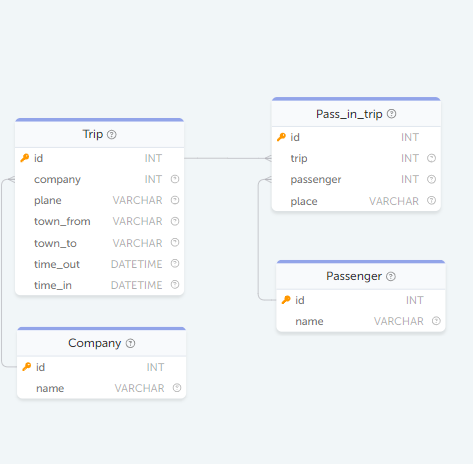 Trip
id INT
company INT
plane VARCHAR
town_from VARCHAR
town_to VARCHAR
time_out DATETIME
time_in DATETIME
Company
id INT
name VARCHAR
Pass_in_trip
id INT
trip INT
passenger INT
place VARCHAR
Passenger
id INT
name VARCHAR